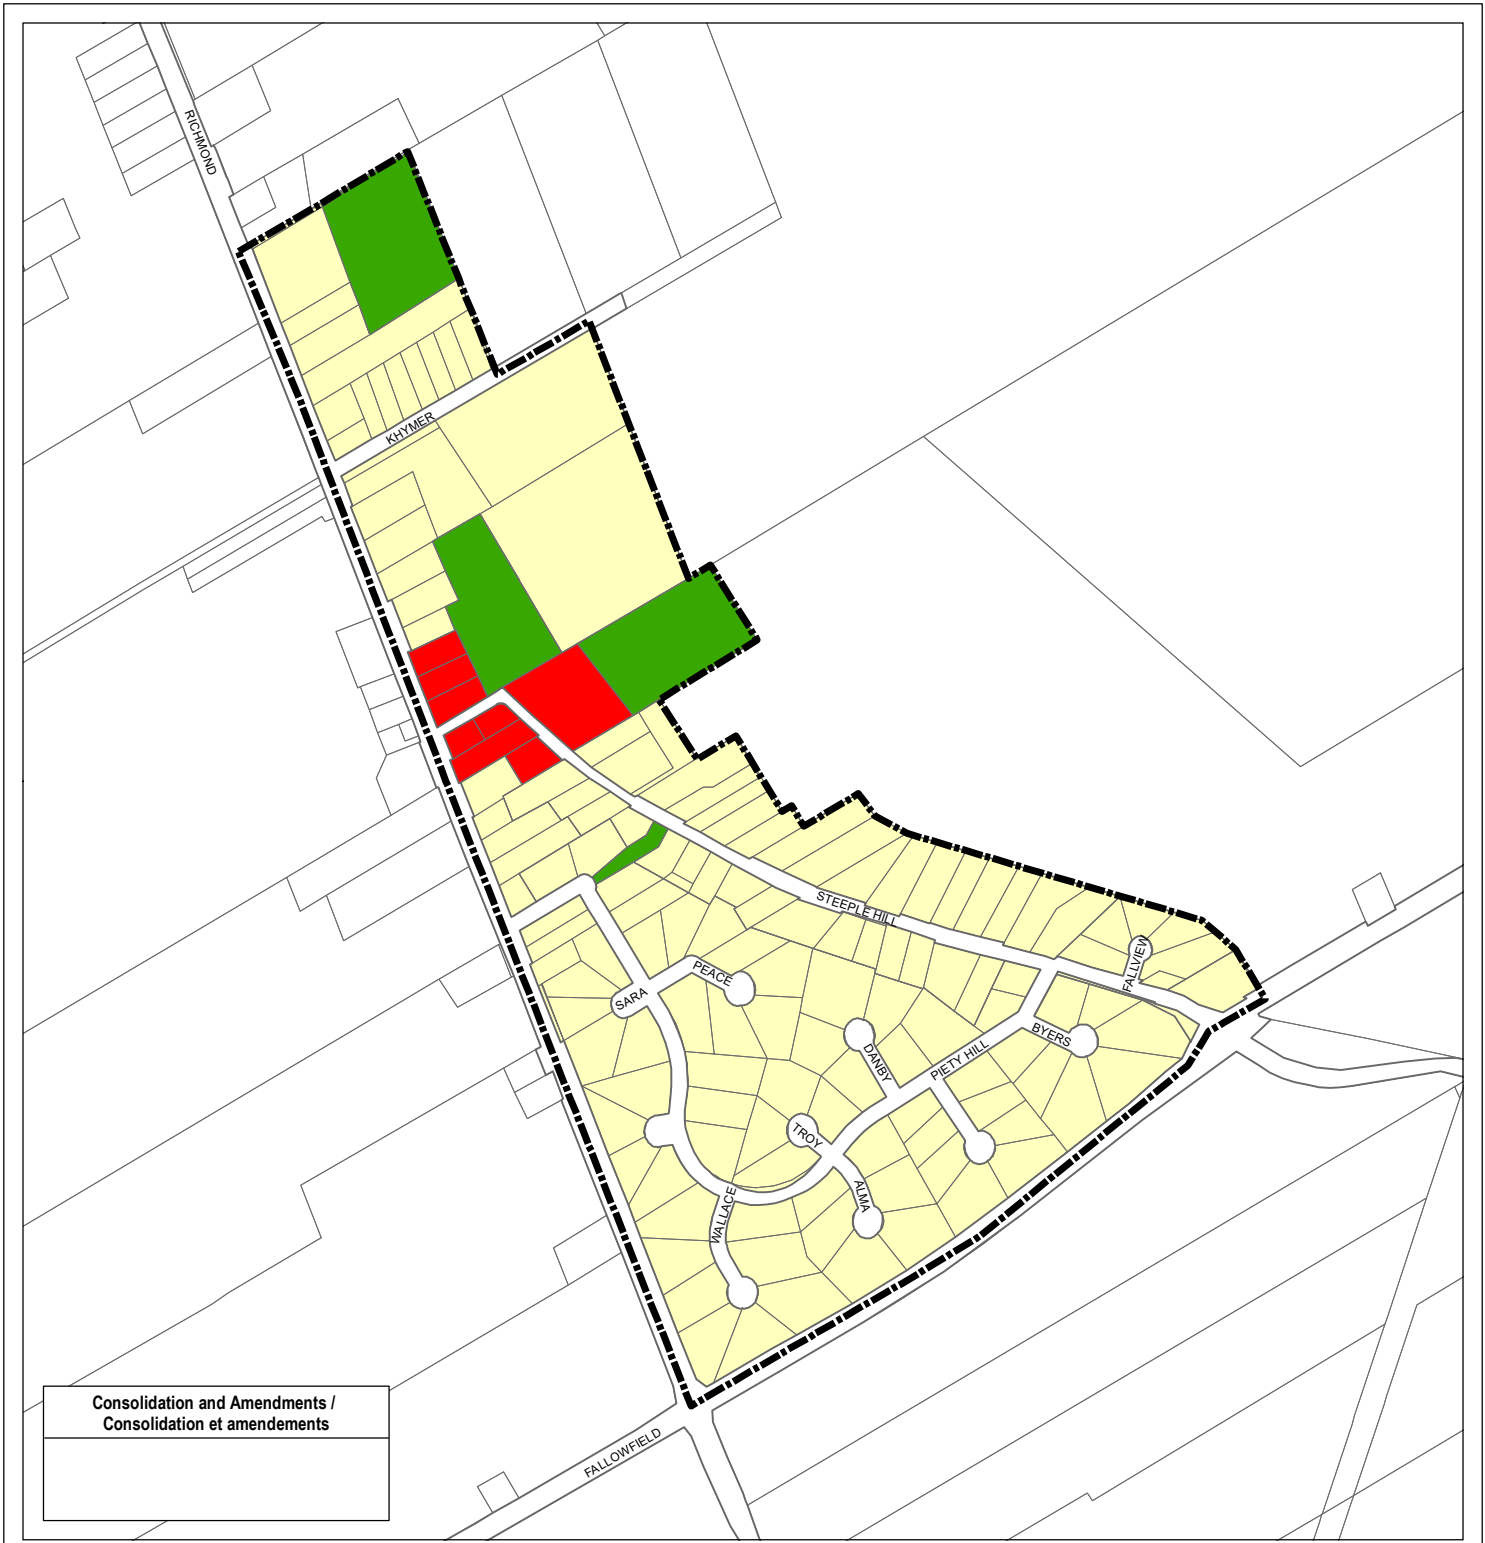 RICHMOND
KHYMER
STEEPLE HILL
FALLVIEW
PEACE
SARA
BYERS
DANBY
PIETY HILL
TROY
ALMA
WALLACE
Consolidation and Amendments /
Consolidation et amendements
FALLOWFIELD